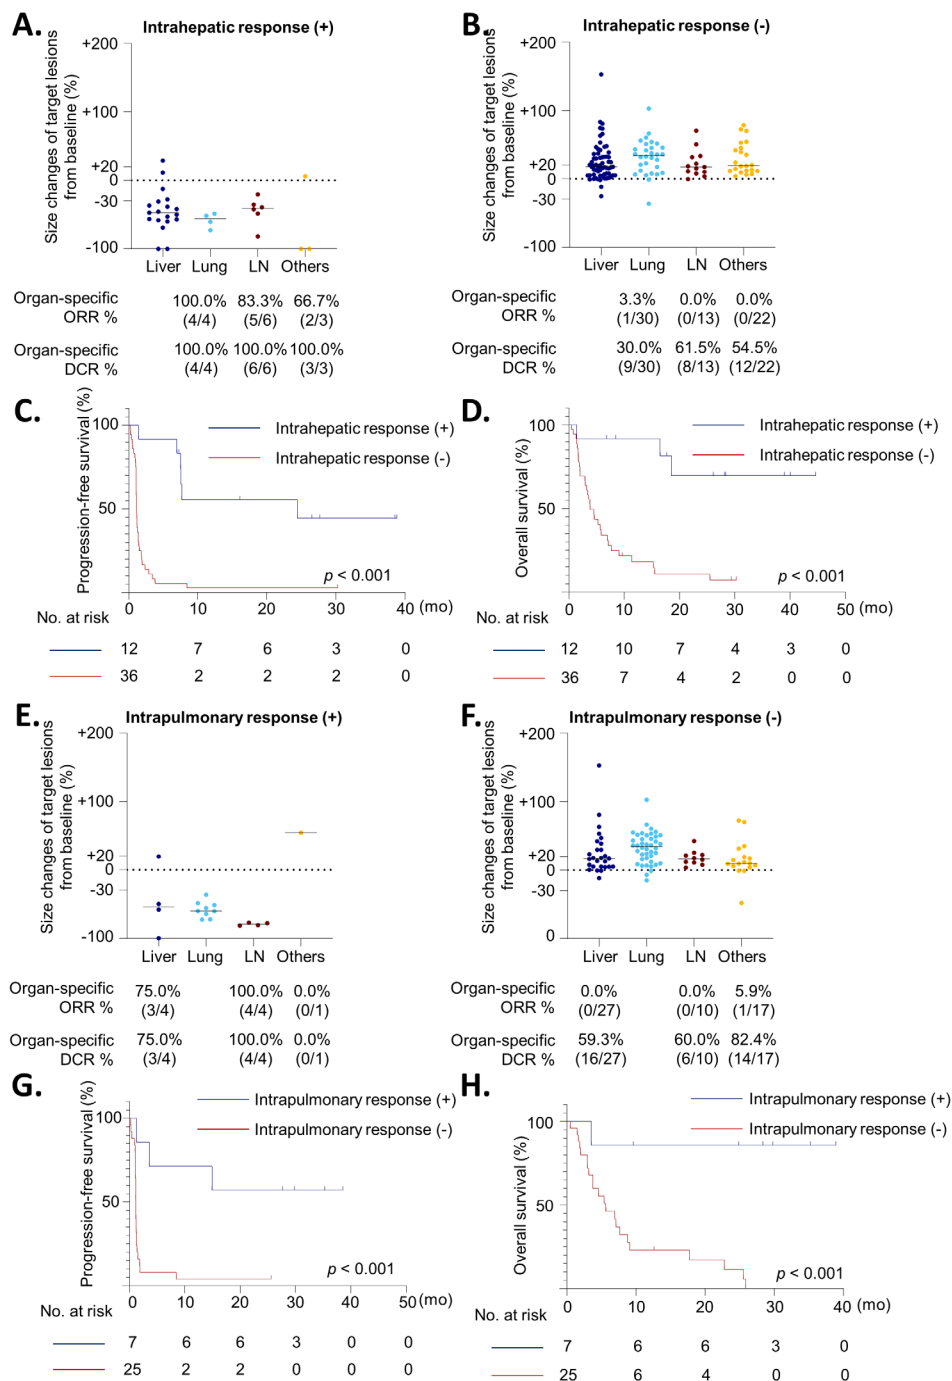 A.
Intrahepatic response (+)
Size changes of target lesions
from baseline (%)
+200
+100
+20
0
-30
-100
Liver Lung LN Others
Organ-specific
ORR %
100.0% 83.3% 66.7%
(4/4) (5/6) (2/3)
Organ-specific
DCR %
100.0% 100.0% 100.0%
(4/4) (6/6) (3/3)
B.
Intrahepatic response (-)
Size changes of target lesions
from baseline (%)
+200
+100
+20
0
-30
-100
Liver Lung LN Others
Organ-specific
ORR %
3.3% 0.0% 0.0%
(1/30) (0/13) (0/22)
Organ-specific
DCR %
30.0% 61.5% 54.5%
(9/30) (8/13) (12/22)
C.
Progression-free survival (%)
100
50
Intrahepatic response (+)
Intrahepatic response (-)
p < 0.001
0 10 20 30 40 (mo)
No. at risk
12 7 6 3 0
36 2 2 2 0
D.
Overall survival (%)
100
50
Intrahepatic response (+)
Intrahepatic response (-)
p < 0.001
0 10 20 30 40 50 (mo)
No. at risk
12 10 7 4 3 0
36 7 4 2 0 0
E.
Intrapulmonary response (+)
Size changes of target lesions
from baseline (%)
+200
+100
+20
0
-30
-100
Liver Lung LN Others
Organ-specific
ORR %
75.0% 100.0% 0.0%
(3/4) (4/4) (0/1)
Organ-specific
DCR %
75.0% 100.0% 0.0%
(3/4) (4/4) (0/1)
F.
Intrapulmonary response (-)
Size changes of target lesions
from baseline (%)
+200
+100
+20
0
-30
0
Liver Lung LN Others
Organ-specific
ORR %
0.0% 0.0% 5.9%
(0/27) (0/10) (1/17)
Organ-specific
DCR %
59.3% 60.0% 82.4%
(16/27) (6/10) (14/17)
G.
Progression-free survival (%)
100
50
Intrapulmonary response (+)
Intrapulmonary response (-)
p < 0.001
0 10 20 30 40 50 (mo)
No. at risk
7 6 6 3 0 0
25 2 2 0 0 0
H.
Overall survival (%)
100
50
Intrapulmonary response (+)
Intrapulmonary response (-)
p < 0.001
0 10 20 30 40 (mo)
No. at risk
7 6 6 3 0
25 6 4 0 0